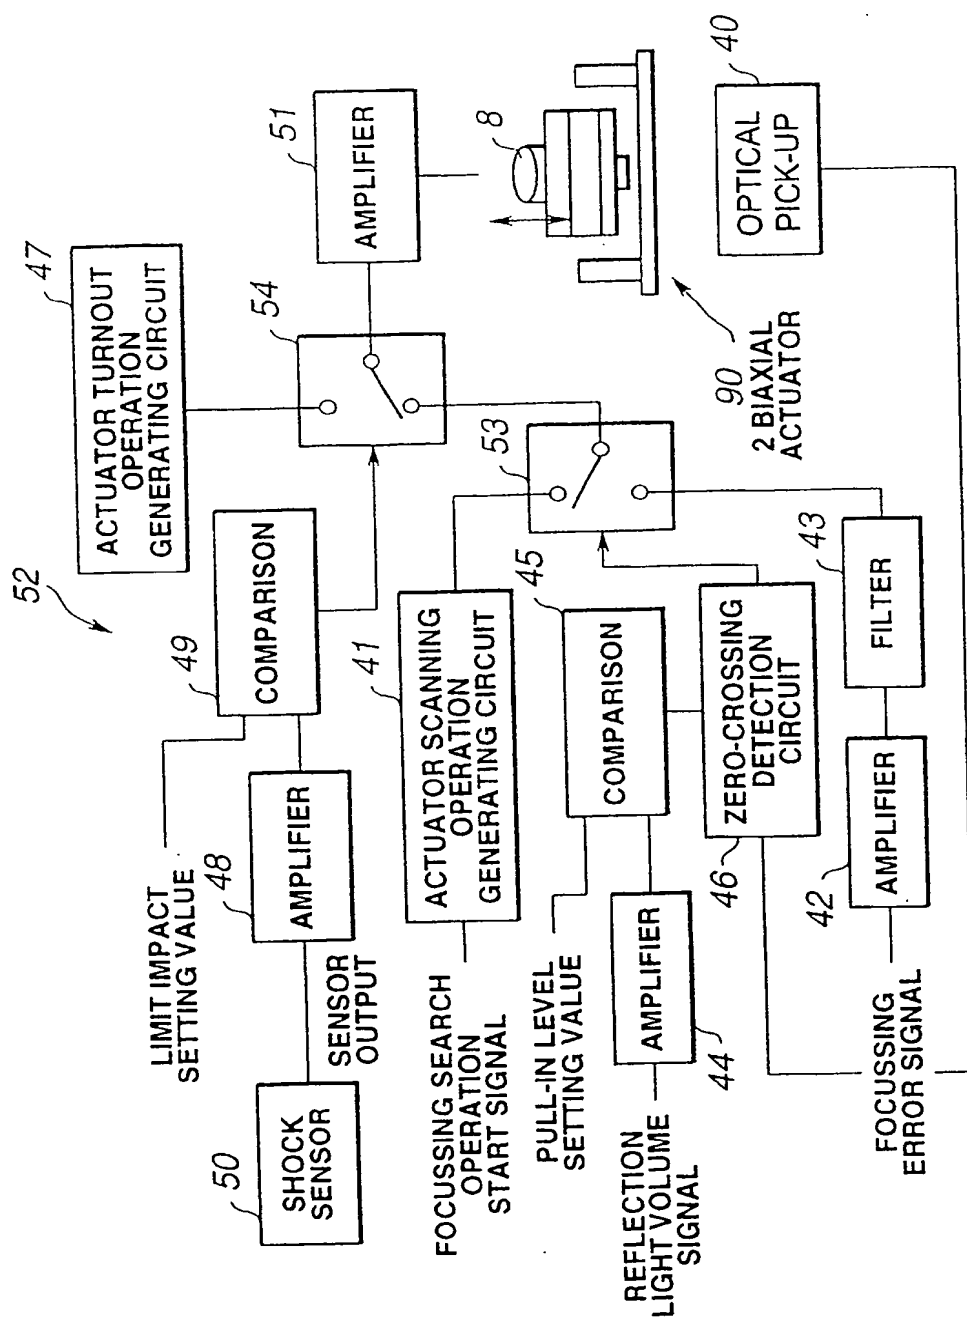 52
ACTUATOR TURNOUT
OPERATION
GENERATING CIRCUIT
47
LIMIT IMPACT
SETTING VALUE
49
COMPARISON
54
51
AMPLIFIER
50
SHOCK
SENSOR
SENSOR
OUTPUT
48
AMPLIFIER
8
FOCUSSING SEARCH
OPERATION
START SIGNAL
41
ACTUATOR SCANNING
OPERATION
GENERATING CIRCUIT
53
90
2 BIAXIAL
ACTUATOR
PULL-IN LEVEL
SETTING VALUE
45
COMPARISON
REFLECTION
LIGHT VOLUME
SIGNAL
AMPLIFIER
44
46
ZERO-CROSSING
DETECTION
CIRCUIT
40
OPTICAL
PICK-UP
FOCUSSING
ERROR SIGNAL
42
AMPLIFIER
43
FILTER